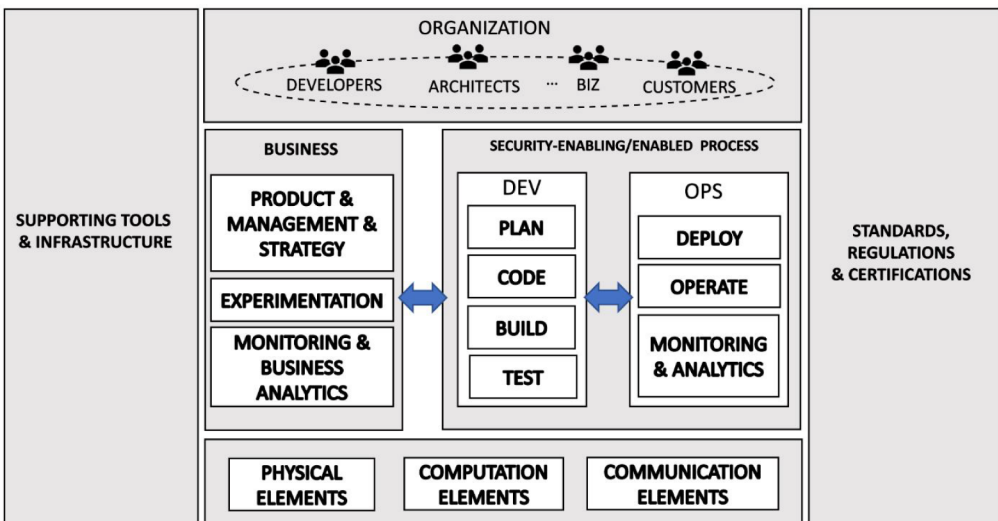 ORGANIZATION
DEVELOPERS
ARCHITECTS
...
BIZ
CUSTOMERS
SUPPORTING TOOLS
& INFRASTRUCTURE
BUSINESS
PRODUCT &
MANAGEMENT &
STRATEGY
EXPERIMENTATION
MONITORING &
BUSINESS
ANALYTICS
SECURITY-ENABLING/ENABLED PROCESS
DEV
PLAN
CODE
BUILD
TEST
OPS
DEPLOY
OPERATE
MONITORING
& ANALYTICS
STANDARDS,
REGULATIONS
& CERTIFICATIONS
PHYSICAL
ELEMENTS
COMPUTATION
ELEMENTS
COMMUNICATION
ELEMENTS